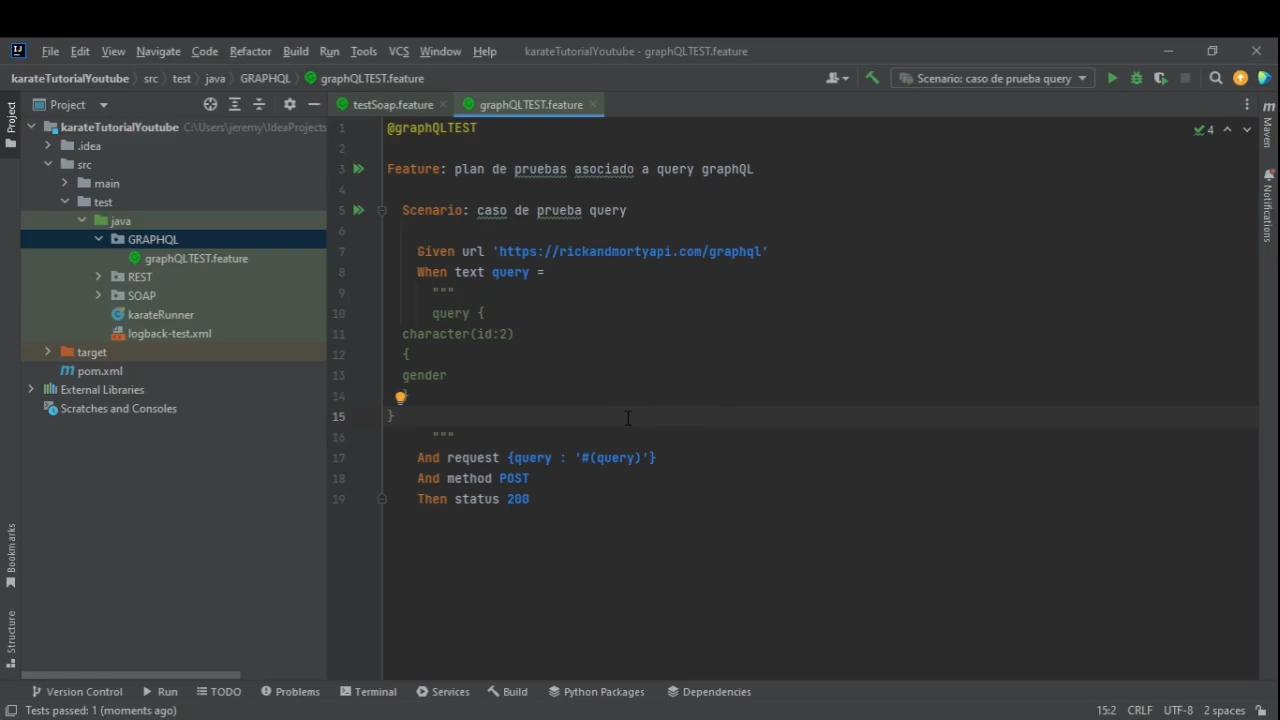 IJ File Edit View Navigate Code Refactor Build Run Tools VCS Window Help karateTutorialYoutube - graphQLTEST.feature
karateTutorialYoutube src test java GRAPHQL graphQLTEST.feature Scenario: caso de prueba query
Project Project testSoap.feature graphQLTEST.feature
karateTutorialYoutube C:\Users\jeremy\IdeaProjects
.idea
src
main
test
java
GRAPHQL
graphQLTEST.feature
REST
SOAP
karateRunner
logback-test.xml
target
pom.xml
External Libraries
Scratches and Consoles
1 @graphQLTEST 4
2
3 Feature: plan de pruebas asociado a query graphQL
4
5 Scenario: caso de prueba query
6
7 Given url 'https://rickandmortyapi.com/graphql'
8 When text query =
9 """
10 query {
11 character(id:2)
12 {
13 gender
14 }
15 }
16 """
17 And request {query : '#(query)'}
18 And method POST
19 Then status 200
m Maven
Notifications
Bookmarks
Structure
Version Control Run TODO Problems Terminal Services Build Python Packages Dependencies
Tests passed: 1 (moments ago) 15:2 CRLF UTF-8 2 spaces